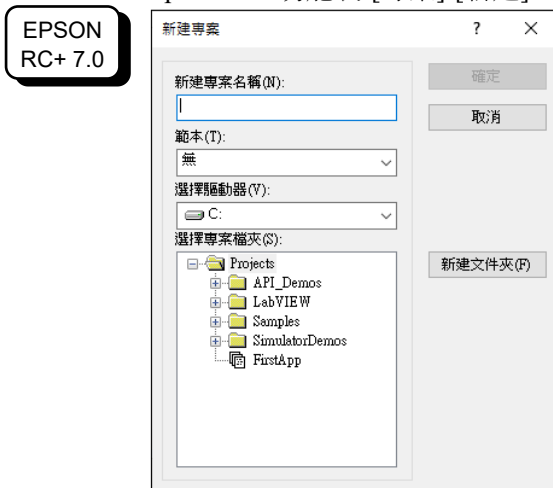 EPSON
RC+ 7.0
新建專案
?
新建專案名稱(N):
確定
取消
範本(T):
無
選擇驅動器(V):
C:
選擇專案檔夾(S):
Projects
新建文件夾(F)
API_Demos
LabVIEW
Samples
SimulatorDemos
FirstApp